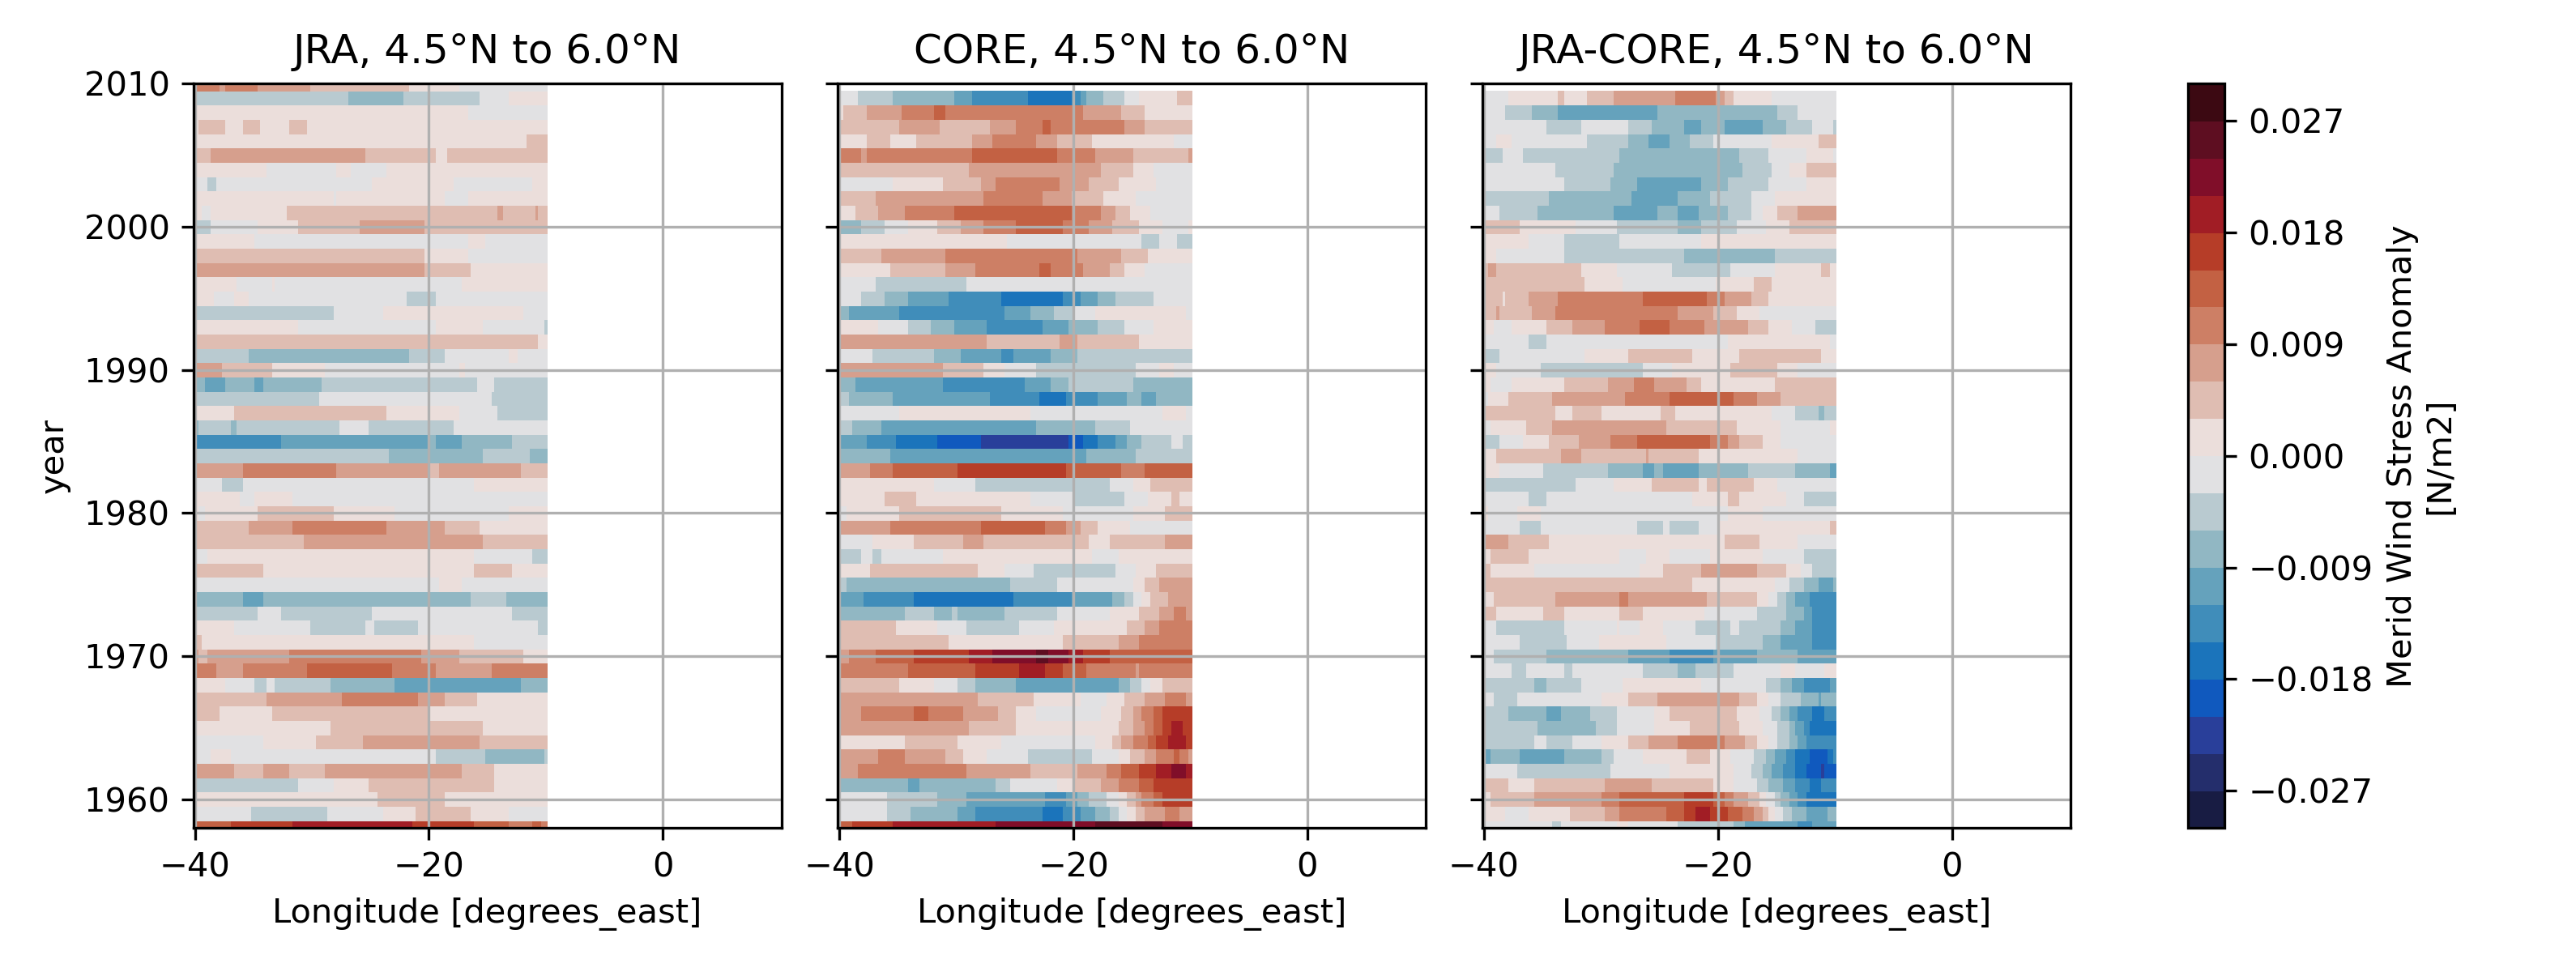 JRA, 4.5°N to 6.0°N
CORE, 4.5°N to 6.0°N
JRA-CORE, 4.5°N to 6.0°N
2010
2000
1990
1980
1970
1960
year
−40
−20
0
−40
−20
0
−40
−20
0
Longitude [degrees_east]
Longitude [degrees_east]
Longitude [degrees_east]
0.027
0.018
0.009
0.000
−0.009
−0.018
−0.027
Merid Wind Stress Anomaly
[N/m2]